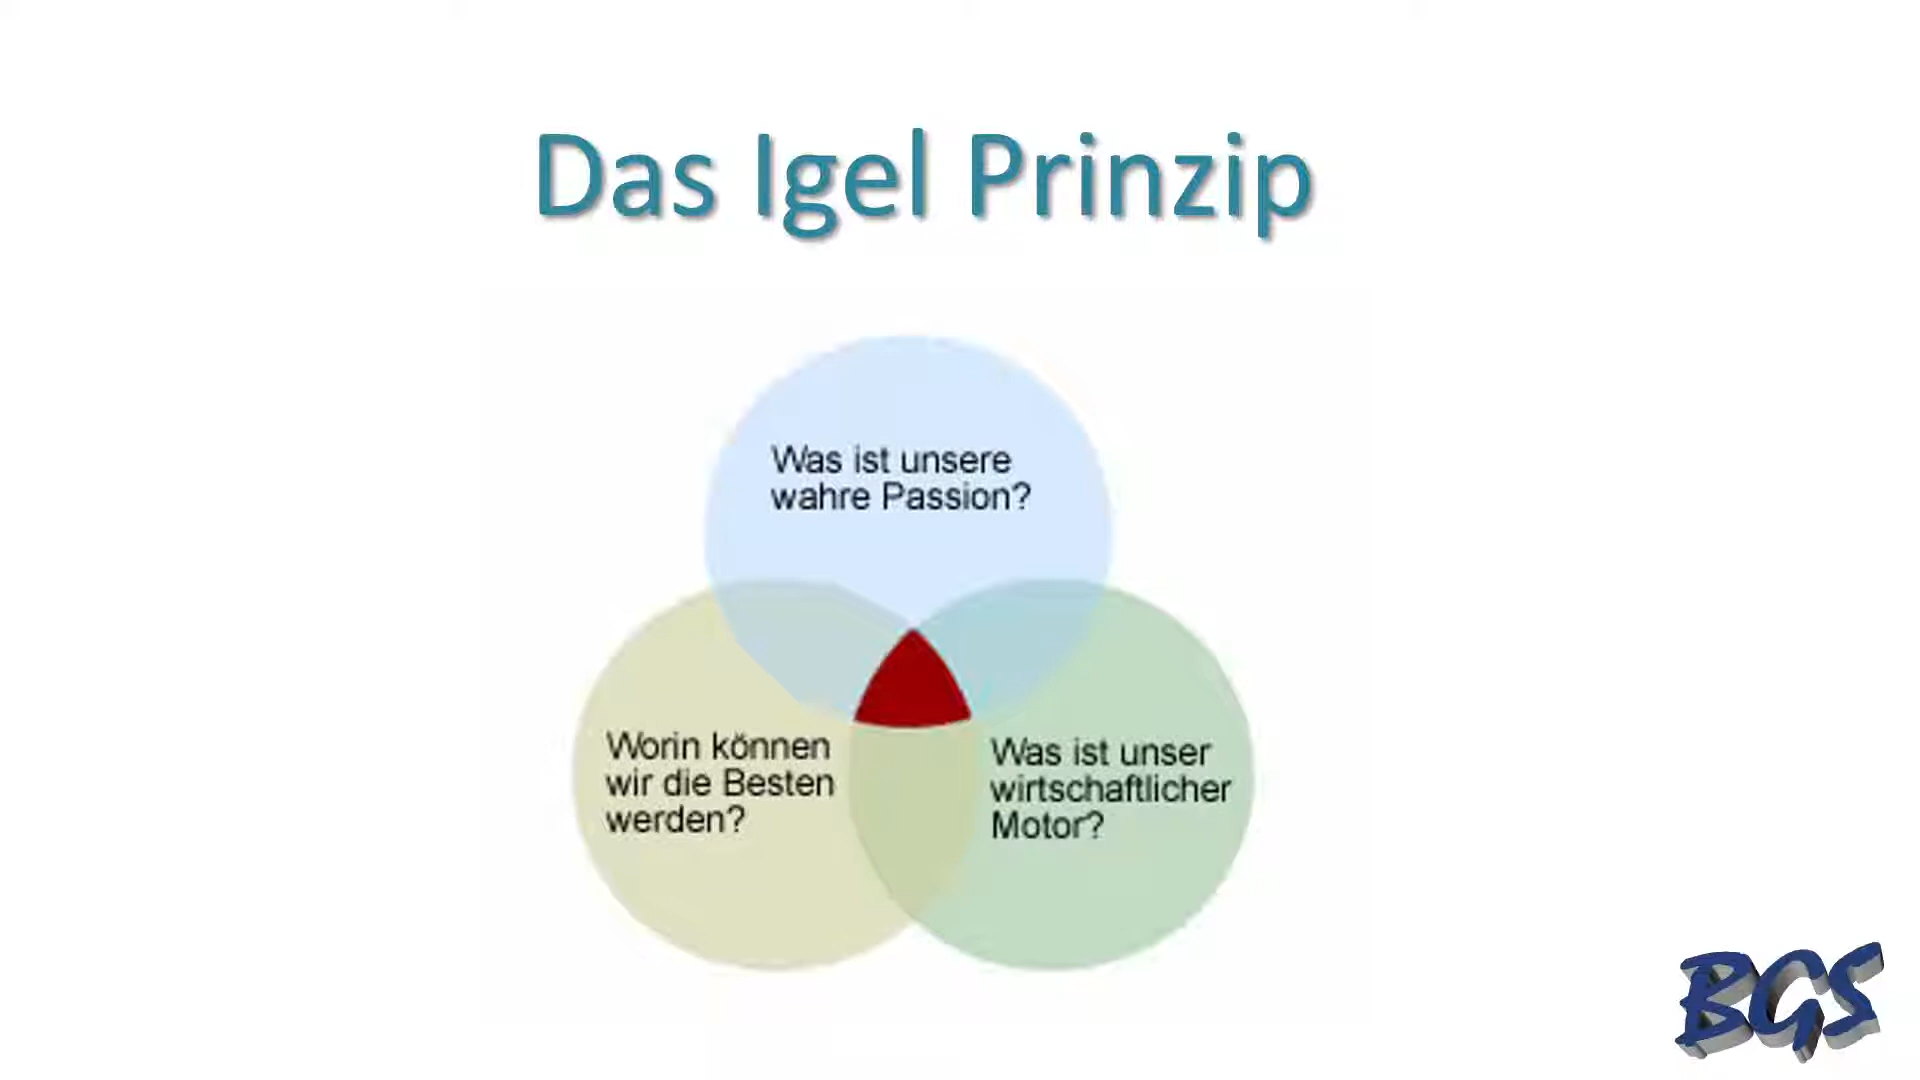 Das Igel Prinzip
Was ist unsere
wahre Passion?
Worin können
wir die Besten
werden?
Was ist unser
wirtschaftlicher
Motor?
BGS